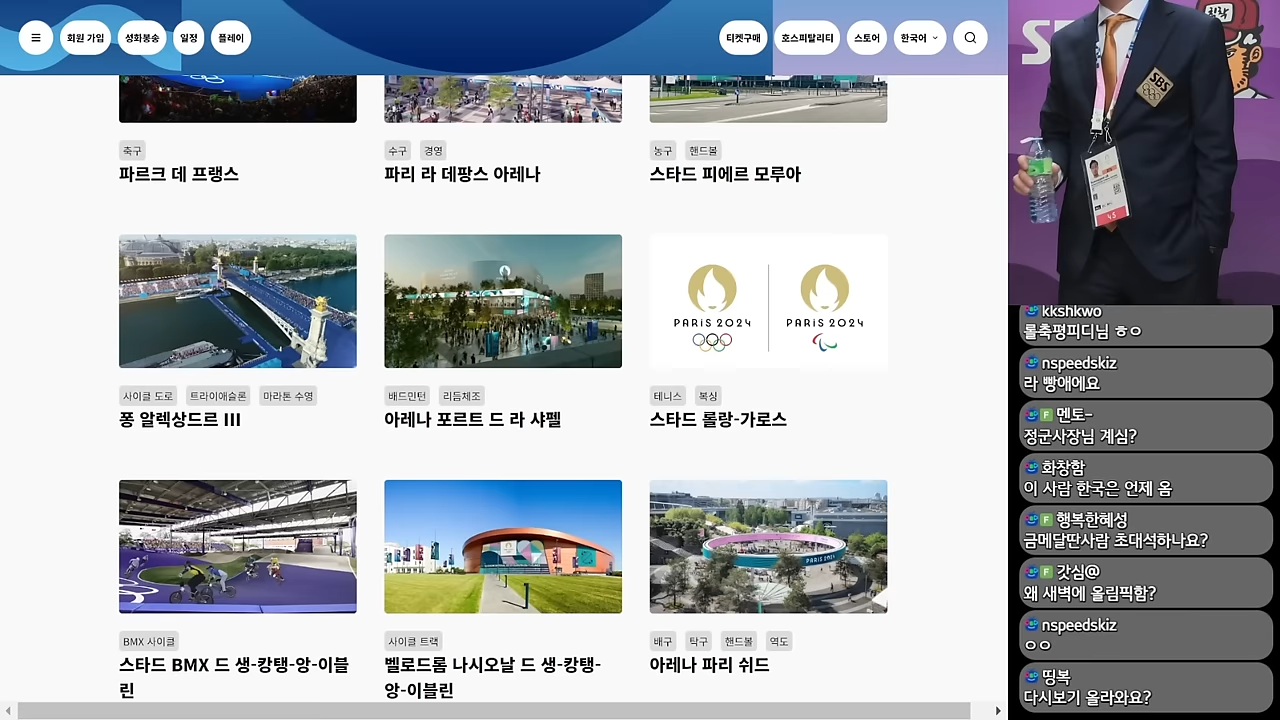 회원 가입
성화봉송
일정
플레이
티켓구매
호스피탈리티
스토어
한국어
축구
수구 경영
농구 핸드볼
파르크 데 프랭스
파리 라 데팡스 아레나
스타드 피에르 모루아
PARIS 2024
PARIS 2024
사이클 도로 트라이애슬론 마라톤 수영
배드민턴 리듬체조
테니스 복싱
퐁 알렉상드르 III
아레나 포르트 드 라 샤펠
스타드 롤랑-가로스
PARIS 2024
BMX 사이클
사이클 트랙
배구 탁구 핸드볼 역도
스타드 BMX 드 생-캉탱-앙-이블
린
벨로드롬 나시오날 드 생-캉탱-
앙-이블린
아레나 파리 쉬드
SBS
kkshkwo
롤축평피디님 ㅎㅇ
nspeedskiz
라 빵애에요
F 멘토-
정군사장님 계심?
화창함
이 사람 한국은 언제 옴
F 행복한혜성
금메달딴사람 초대석하나요?
F 갓심@
왜 새벽에 올림픽함?
nspeedskiz
ㅇㅇ
띵복
다시보기 올라와요?